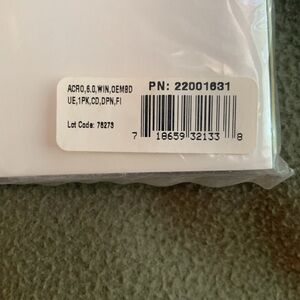 ACRO,6.0,WIN,OEMBD
UE,1PK,CD,DPN,FI
PN: 22001631
Lot Code: 78273
7 18659 32133 8